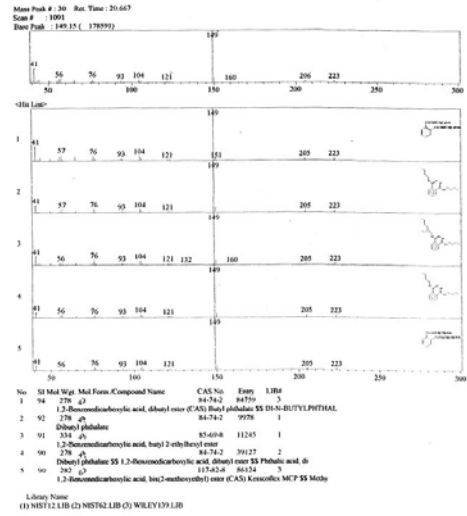 Mass Peak # : 30 Ret. Time : 20.667
Scan # : 1091
Base Peak : 149.15 ( 178591)
149
41 56 76 93 104 121 160 206 223
50 100 150 200 250 300
<Hit List>
149
1 41 57 76 93 104 121 151 205 223
149
2 41 57 76 93 104 121 205 223
149
3 41 56 76 93 104 121 132 160 205 223
149
4 41 56 76 93 104 121 205 223
149
5 41 56 76 93 104 121 205 223
50 100 150 200 250 300
No SI Mol.Wgt. Mol.Form./Compound Name CAS No. Entry LIB#
1 94 278 84-74-2 84759 3
1,2-Benzenedicarboxylic acid, dibutyl ester (CAS) Butyl phthalate $$ DI-N-BUTYLPHTHAL
2 92 278 84-74-2 9978 1
Dibutyl phthalate
3 91 334 85-69-8 11245 1
1,2-Benzenedicarboxylic acid, butyl 2-ethylhexyl ester
4 90 278 84-74-2 39127 2
Dibutyl phthalate $$ 1,2-Benzenedicarboxylic acid, dibutyl ester $$ Phthalic acid, di
5 90 282 117-82-8 86124 3
1,2-Benzenedicarboxylic acid, bis(2-methoxyethyl) ester (CAS) Kesscoflex MCP $$ Methy
Library Name
(1) NIST12.LIB (2) NIST62.LIB (3) WILEY139.LIB